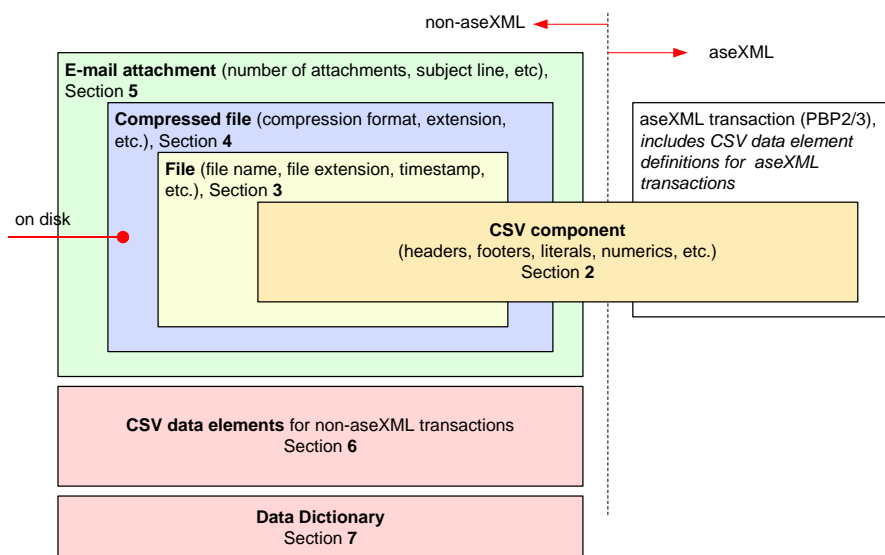 non-aseXML
aseXML
E-mail attachment (number of attachments, subject line, etc),
Section 5
Compressed file (compression format, extension,
etc.), Section 4
File (file name, file extension, timestamp,
etc.), Section 3
on disk
CSV component
(headers, footers, literals, numerics, etc.)
Section 2
aseXML transaction (PBP2/3),
includes CSV data element
definitions for aseXML
transactions
CSV data elements for non-aseXML transactions
Section 6
Data Dictionary
Section 7